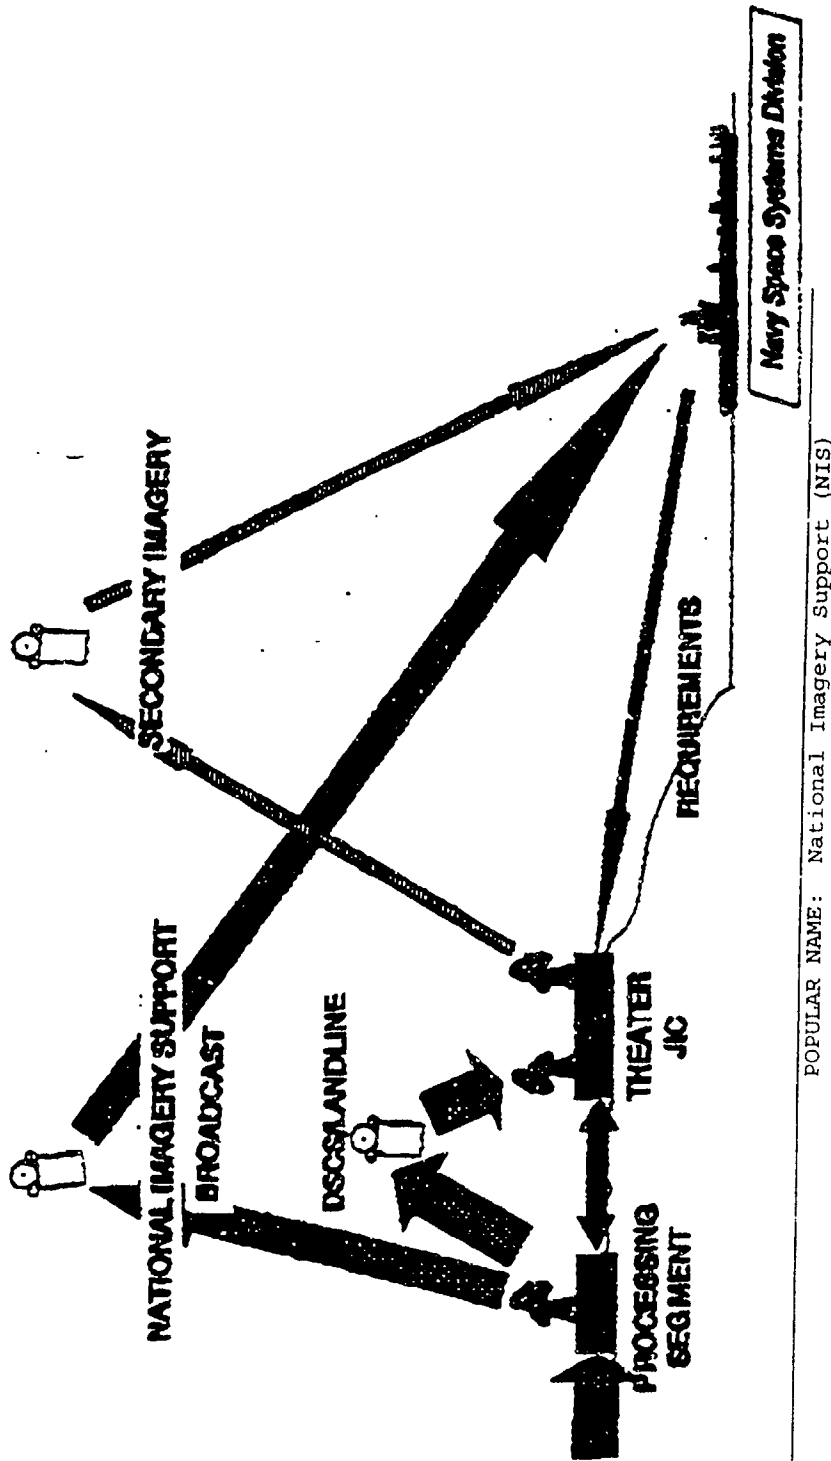 NATIONAL IMAGERY SUPPORT
BROADCAST
SECONDARY IMAGERY
DSCS/LANDLINE
PROCESSING
SEGMENT
THEATER
JIC
REQUIREMENTS
Navy Space Systems Division
POPULAR NAME: National Imagery Support (NIS)